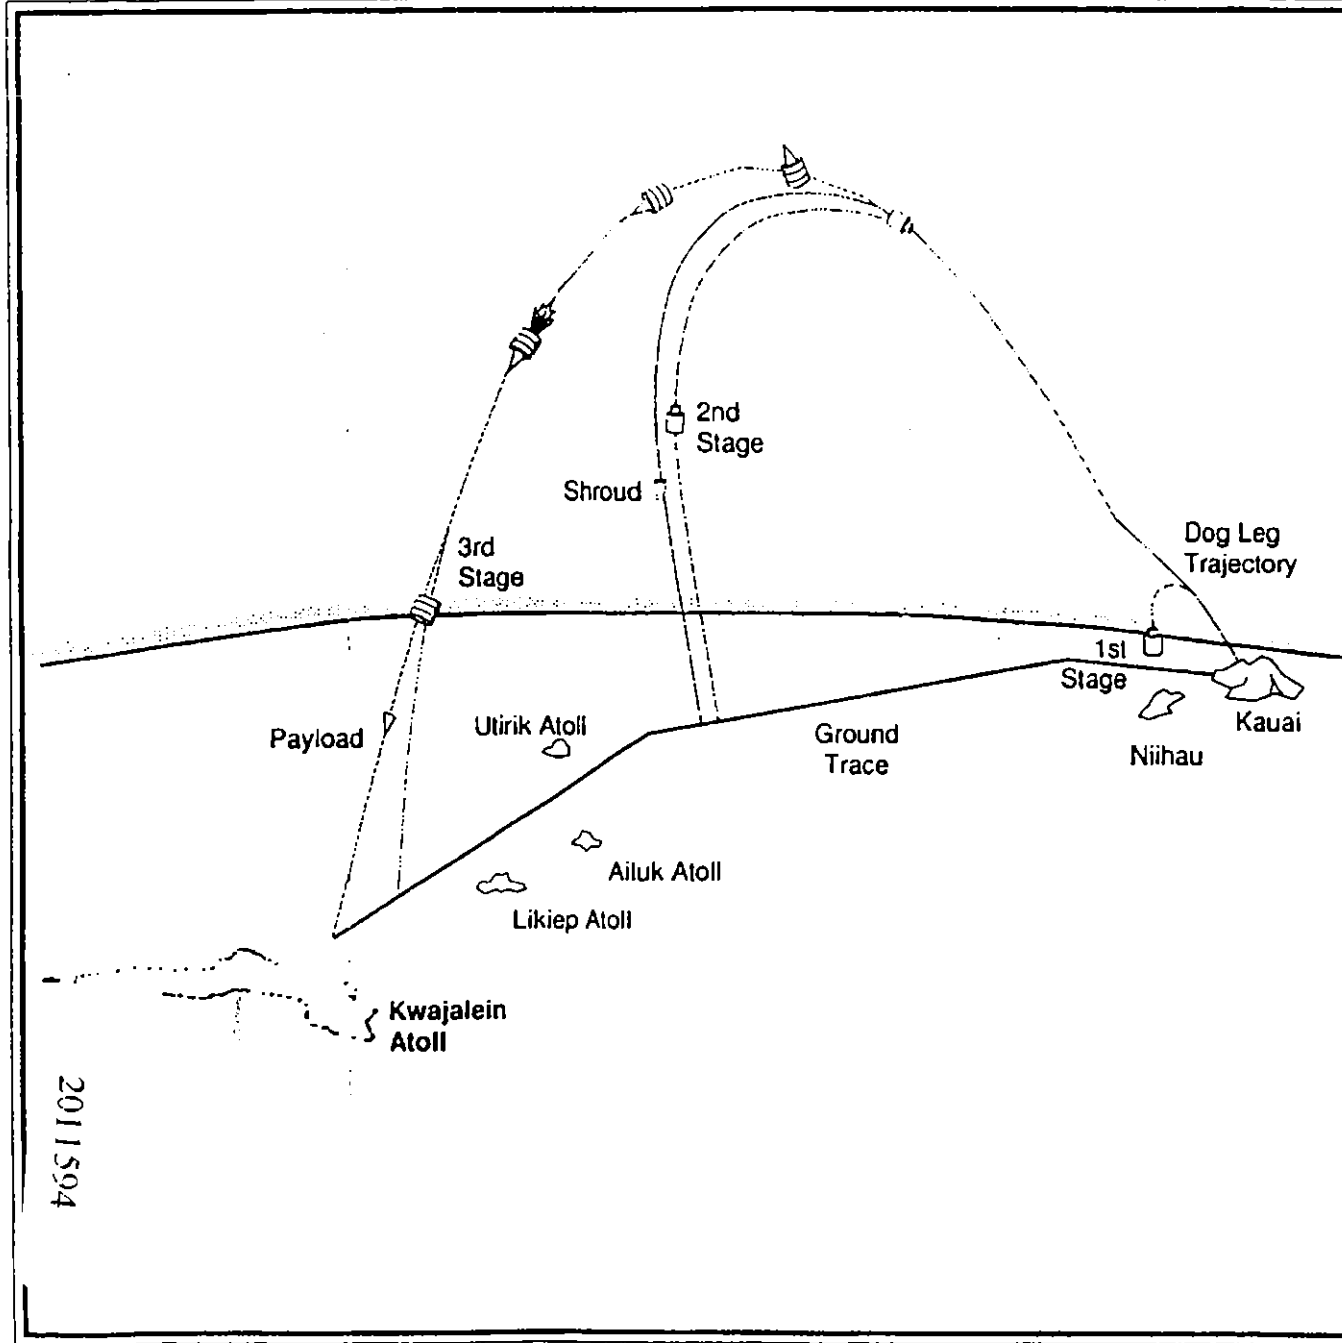 2nd
Stage
Shroud
Dog Leg
Trajectory
3rd
Stage
1st
Stage
Kauai
Niihau
Payload
Utirik Atoll
Ground
Trace
Ailuk Atoll
Likiep Atoll
Kwajalein
Atoll
2011594